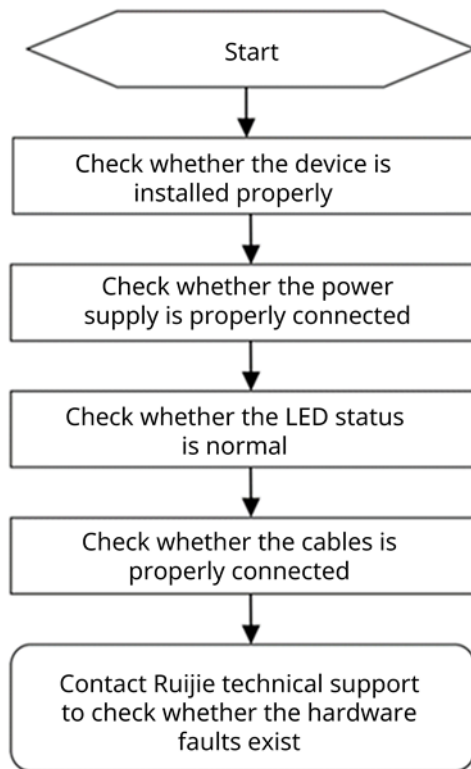 Start
Check whether the device is
installed properly
Check whether the power
supply is properly connected
Check whether the LED status
is normal
Check whether the cables is
properly connected
Contact Ruijie technical support
to check whether the hardware
faults exist